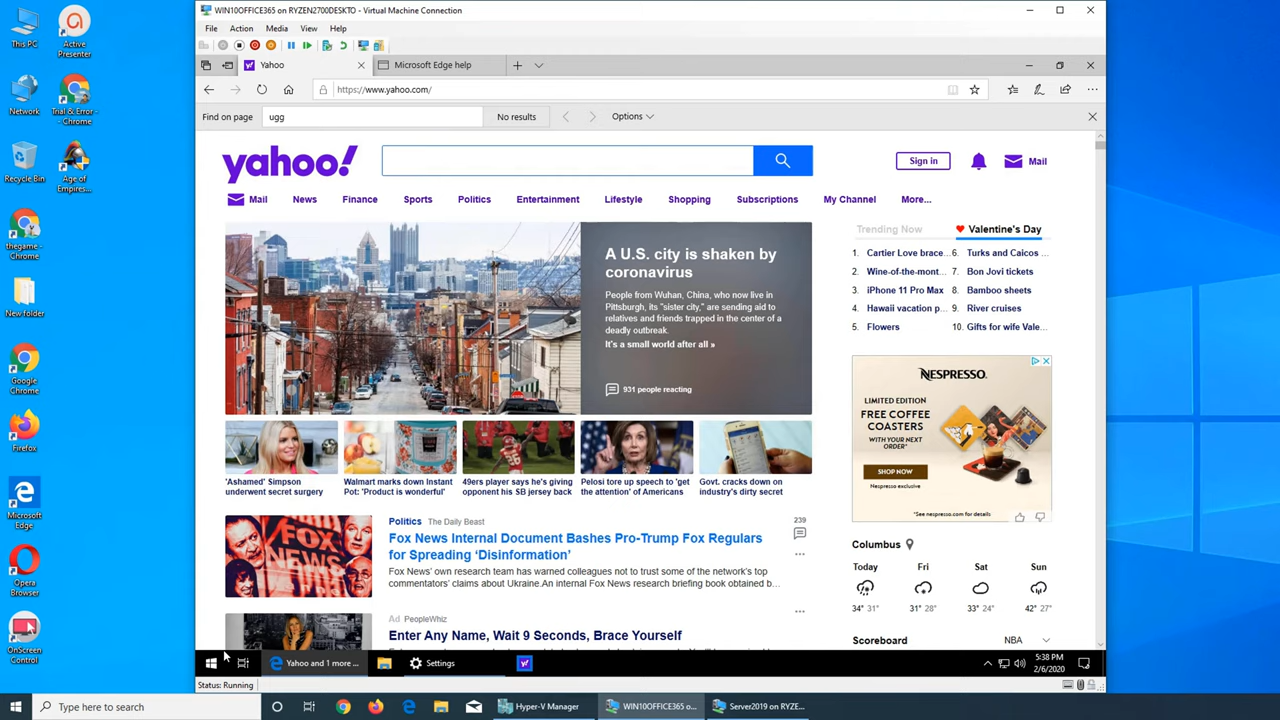 WIN10OFFICE365 on RYZEN2700DESKTO - Virtual Machine Connection
File Action Media View Help
Yahoo
Microsoft Edge help
https://www.yahoo.com/
Find on page
ugg
No results
Options
yahoo!
Sign in
Mail
Mail
News
Finance
Sports
Politics
Entertainment
Lifestyle
Shopping
Subscriptions
My Channel
More...
A U.S. city is shaken by
coronavirus
People from Wuhan, China, who now live in
Pittsburgh, its "sister city," are sending aid to
relatives and friends trapped in the center of a
deadly outbreak.
It's a small world after all »
931 people reacting
Trending Now
Valentine's Day
1. Cartier Love brace...
2. Wine-of-the-mont...
3. iPhone 11 Pro Max
4. Hawaii vacation p...
5. Flowers
6. Turks and Caicos ...
7. Bon Jovi tickets
8. Bamboo sheets
9. River cruises
10. Gifts for wife Vale...
NESPRESSO.
LIMITED EDITION
FREE COFFEE
COASTERS
WITH YOUR NEXT
ORDER*
SHOP NOW
Nespresso exclusive
*See nespresso.com for details
'Ashamed' Simpson
underwent secret surgery
Walmart marks down Instant
Pot: 'Product is wonderful'
49ers player says he's giving
opponent his SB jersey back
Pelosi tore up speech to 'get
the attention' of Americans
Govt. cracks down on
industry's dirty secret
FOX
NEWS
Politics The Daily Beast
239
Fox News Internal Document Bashes Pro-Trump Fox Regulars
for Spreading ‘Disinformation’
Fox News’ own research team has warned colleagues not to trust some of the network’s top
commentators’ claims about Ukraine.An internal Fox News research briefing book obtained b...
Ad PeopleWhiz
Enter Any Name, Wait 9 Seconds, Brace Yourself
Columbus
Today Fri Sat Sun
34° 31° 31° 28° 33° 24° 42° 27°
Scoreboard
NBA
Yahoo and 1 more ...
Settings
5:38 PM
2/6/2020
Status: Running
This PC
Active
Presenter
Network
Trial & Error -
- Chrome
Recycle Bin
Age of
Empires...
thegame -
Chrome
New folder
Google
Chrome
Firefox
Microsoft
Edge
Opera
Browser
OnScreen
Control
Type here to search
Hyper-V Manager
WIN10OFFICE365 o...
Server2019 on RYZE...